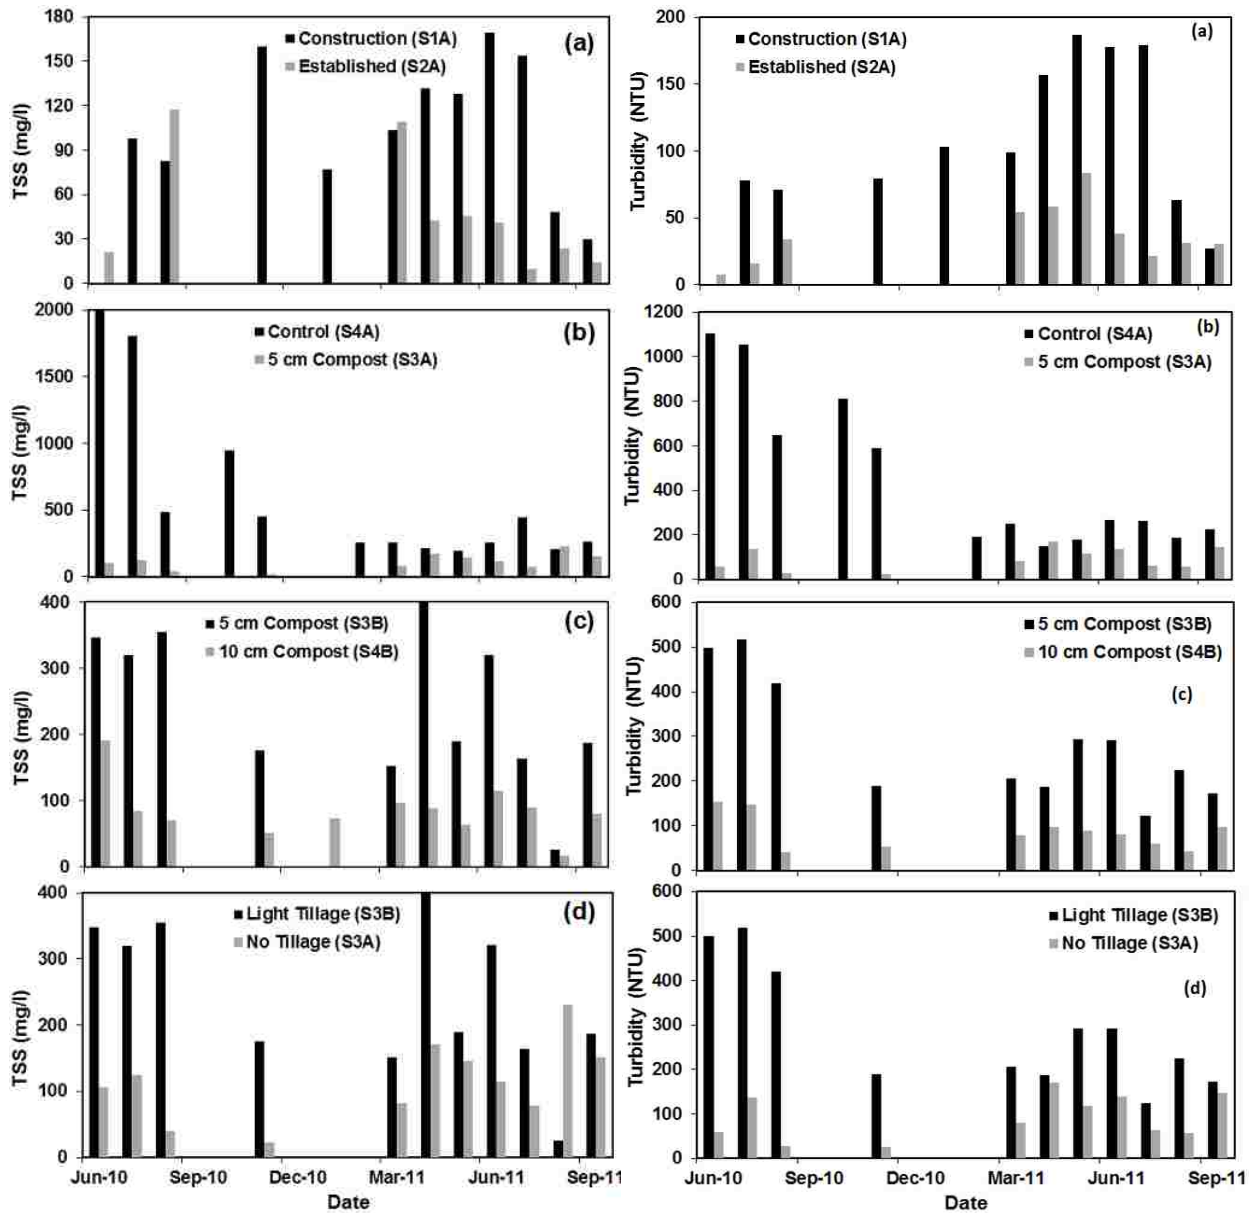 180
150
120
90
60
30
0
TSS (mg/l)
Construction (S1A)
Established (S2A)
(a)
200
150
100
50
0
Turbidity (NTU)
Construction (S1A)
Established (S2A)
(a)
2000
1500
1000
500
0
TSS (mg/l)
Control (S4A)
5 cm Compost (S3A)
(b)
1200
1000
800
600
400
200
0
Turbidity (NTU)
Control (S4A)
5 cm Compost (S3A)
(b)
400
300
200
100
0
TSS (mg/l)
5 cm Compost (S3B)
10 cm Compost (S4B)
(c)
600
500
400
300
200
100
0
Turbidity (NTU)
5 cm Compost (S3B)
10 cm Compost (S4B)
(c)
400
300
200
100
0
TSS (mg/l)
Light Tillage (S3B)
No Tillage (S3A)
(d)
Jun-10 Sep-10 Dec-10 Mar-11 Jun-11 Sep-11
Date
600
500
400
300
200
100
0
Turbidity (NTU)
Light Tillage (S3B)
No Tillage (S3A)
(d)
Jun-10 Sep-10 Dec-10 Mar-11 Jun-11 Sep-11
Date